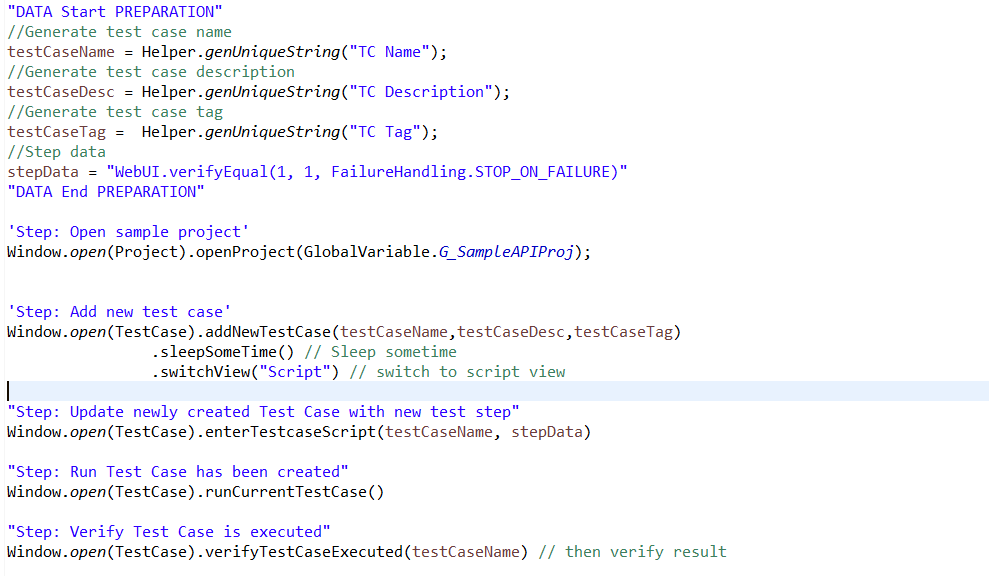 "DATA Start PREPARATION"
//Generate test case name
testCaseName = Helper.genUniqueString("TC Name");
//Generate test case description
testCaseDesc = Helper.genUniqueString("TC Description");
//Generate test case tag
testCaseTag =  Helper.genUniqueString("TC Tag");
//Step data
stepData = "WebUI.verifyEqual(1, 1, FailureHandling.STOP_ON_FAILURE)"
"DATA End PREPARATION"
'Step: Open sample project'
Window.open(Project).openProject(GlobalVariable.G_SampleAPIProj);
'Step: Add new test case'
Window.open(TestCase).addNewTestCase(testCaseName,testCaseDesc,testCaseTag)
.sleepSomeTime() // Sleep sometime
.switchView("Script") // switch to script view
"Step: Update newly created Test Case with new test step"
Window.open(TestCase).enterTestcaseScript(testCaseName, stepData)
"Step: Run Test Case has been created"
Window.open(TestCase).runCurrentTestCase()
"Step: Verify Test Case is executed"
Window.open(TestCase).verifyTestCaseExecuted(testCaseName) // then verify result